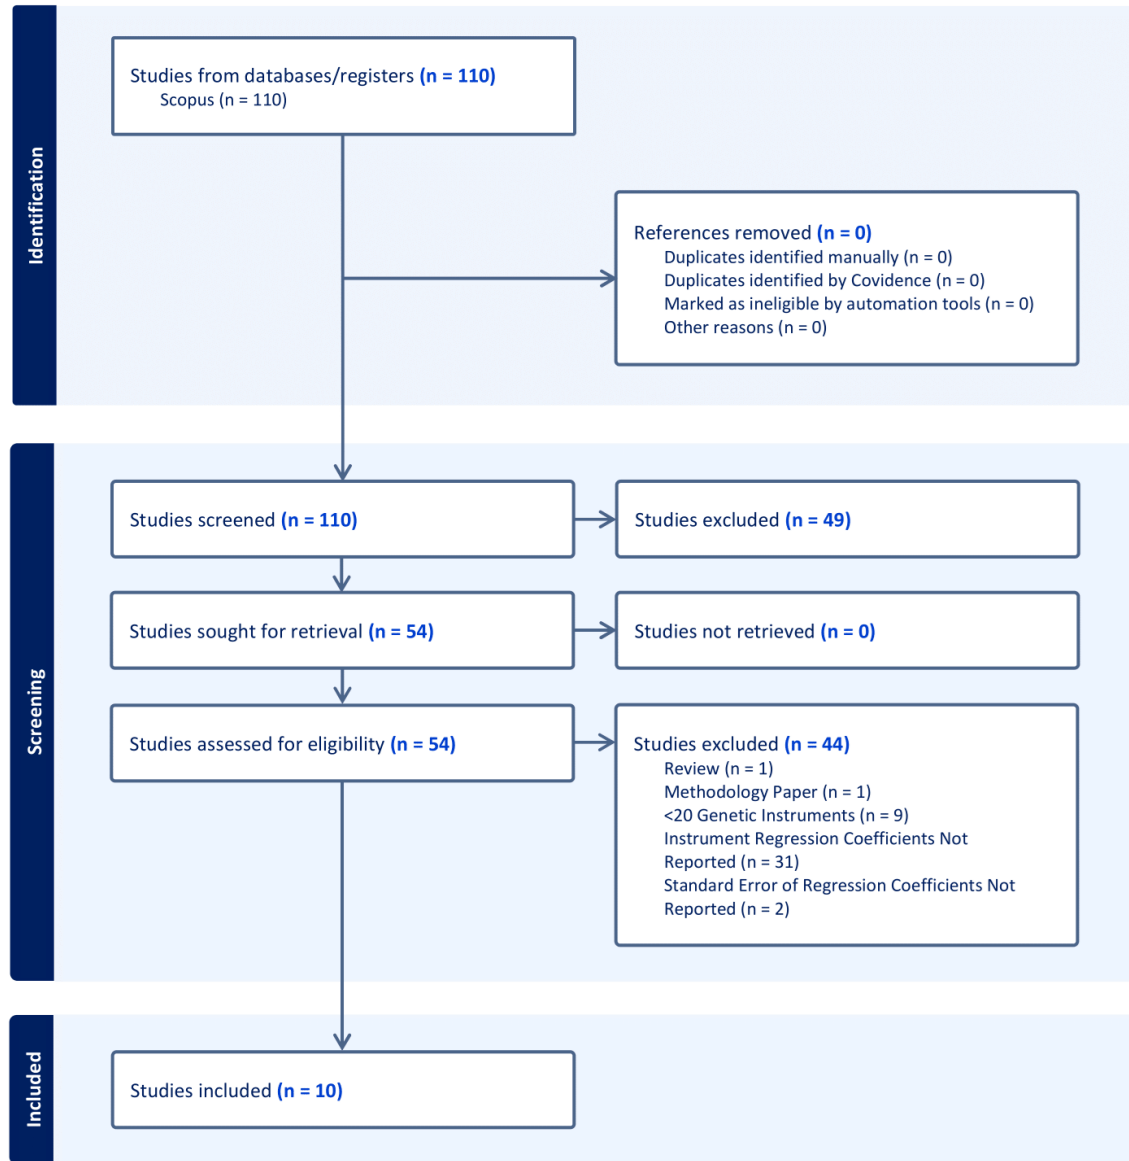 Identification
Studies from databases/registers (n = 110)
Scopus (n = 110)
References removed (n = 0)
Duplicates identified manually (n = 0)
Duplicates identified by Covidence (n = 0)
Marked as ineligible by automation tools (n = 0)
Other reasons (n = 0)
Screening
Studies screened (n = 110)
Studies excluded (n = 49)
Studies sought for retrieval (n = 54)
Studies not retrieved (n = 0)
Studies assessed for eligibility (n = 54)
Studies excluded (n = 44)
Review (n = 1)
Methodology Paper (n = 1)
<20 Genetic Instruments (n = 9)
Instrument Regression Coefficients Not
Reported (n = 31)
Standard Error of Regression Coefficients Not
Reported (n = 2)
Included
Studies included (n = 10)